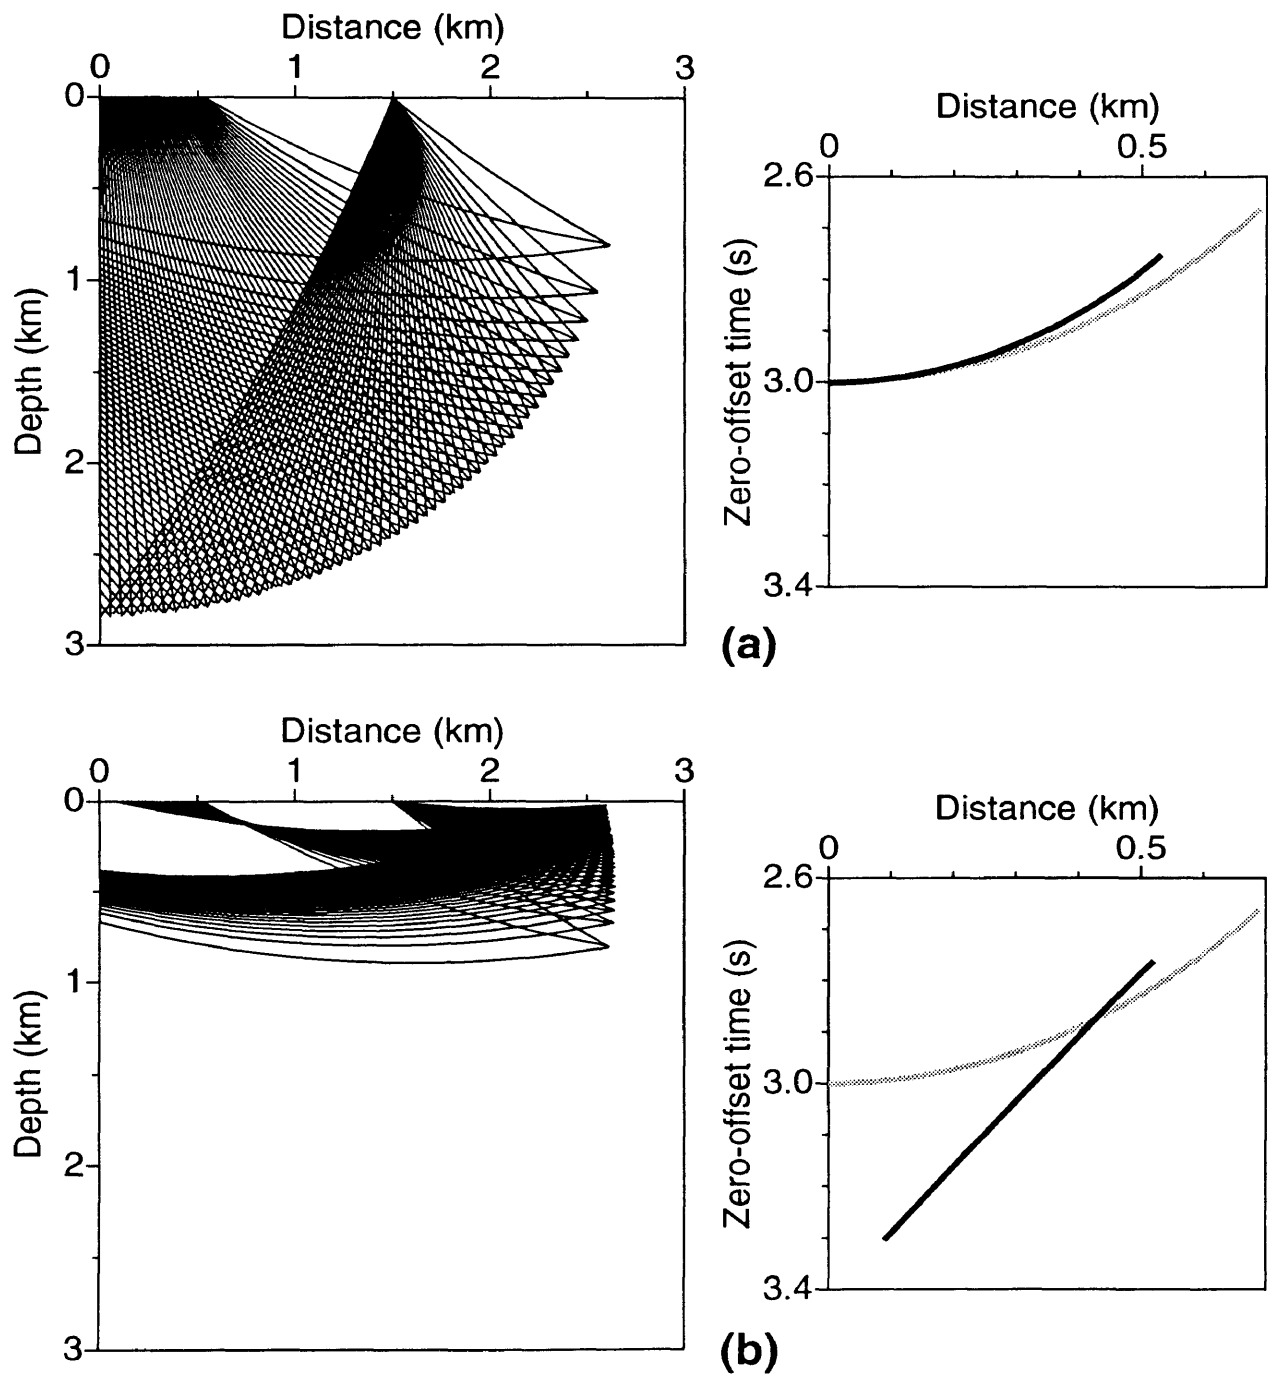 Distance (km)
0 1 2 3
0
1
2
3
Depth (km)
Distance (km)
0 0.5
2.6
3.0
3.4
Zero-offset time (s)
(a)
Distance (km)
0 1 2 3
0
1
2
3
Depth (km)
Distance (km)
0 0.5
2.6
3.0
3.4
Zero-offset time (s)
(b)